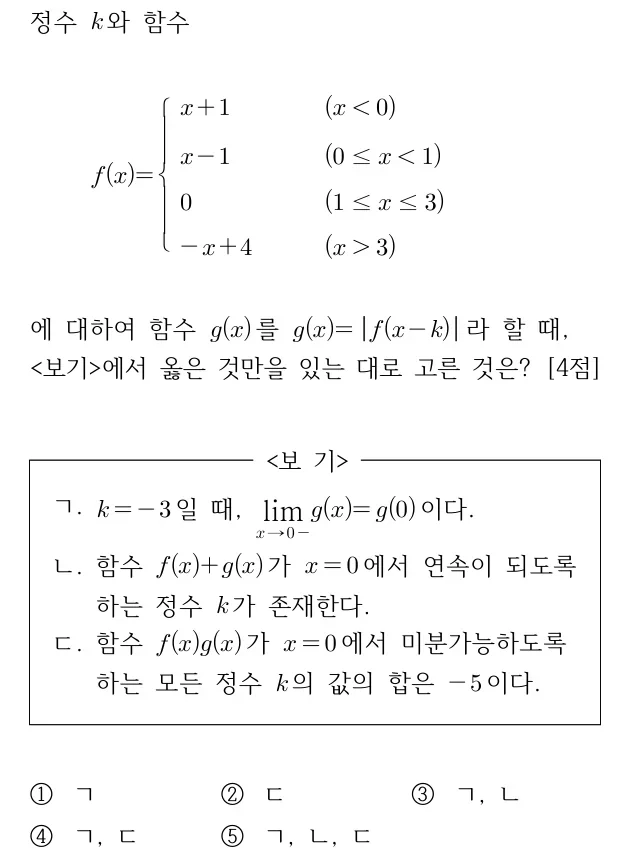 정수 k와 함수
f(x)={ x+1 (x<0)
x-1 (0≤x<1)
0 (1≤x≤3)
-x+4 (x>3)
에 대하여 함수 g(x)를 g(x)=|f(x-k)|라 할 때,
<보기>에서 옳은 것만을 있는 대로 고른 것은? [4점]
<보 기>
ㄱ. k=-3일 때, lim x→0- g(x)=g(0)이다.
ㄴ. 함수 f(x)+g(x)가 x=0에서 연속이 되도록
하는 정수 k가 존재한다.
ㄷ. 함수 f(x)g(x)가 x=0에서 미분가능하도록
하는 모든 정수 k의 값의 합은 -5이다.
① ㄱ ② ㄷ ③ ㄱ, ㄴ
④ ㄱ, ㄷ ⑤ ㄱ, ㄴ, ㄷ